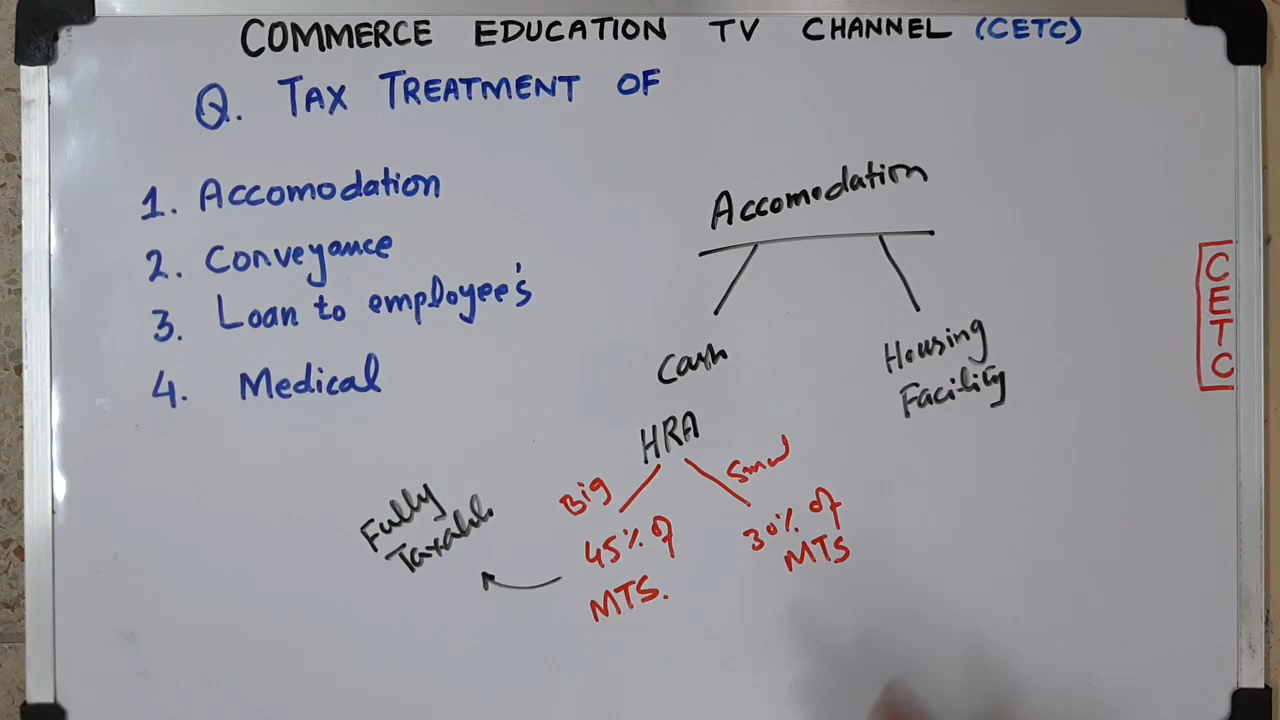 COMMERCE EDUCATION TV CHANNEL (CETC)
Q. TAX TREATMENT OF
1. Accomodation
2. Conveyance
3. Loan to employee's
4. Medical
Accomodation
Cash
Housing
Facility
HRA
Big
Small
45% of
MTS.
30% of
MTS
Fully
Taxable
CETC